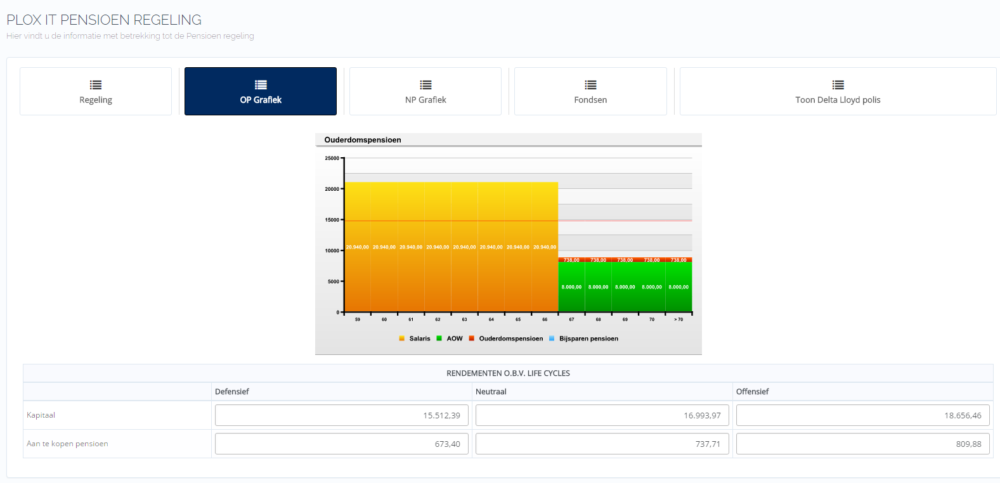 PLOX IT PENSIOEN REGELING
Hier vindt u de informatie met betrekking tot de Pensioen regeling
Regeling
OP Grafiek
NP Grafiek
Fondsen
Toon Delta Lloyd polis
Ouderdomspensioen
25000
20000
15000
10000
5000
0
20.940,00 20.940,00 20.940,00 20.940,00 20.940,00 20.940,00 20.940,00 20.940,00
738,00 738,00 738,00 738,00 738,00
8.000,00 8.000,00 8.000,00 8.000,00 8.000,00
59 60 61 62 63 64 65 66 67 68 69 70 > 70
Salaris AOW Ouderdomspensioen Bijsparen pensioen
RENDEMENTEN O.B.V. LIFE CYCLES
Defensief Neutraal Offensief
Kapitaal 15.512,39 16.993,97 18.656,46
Aan te kopen pensioen 673,40 737,71 809,88